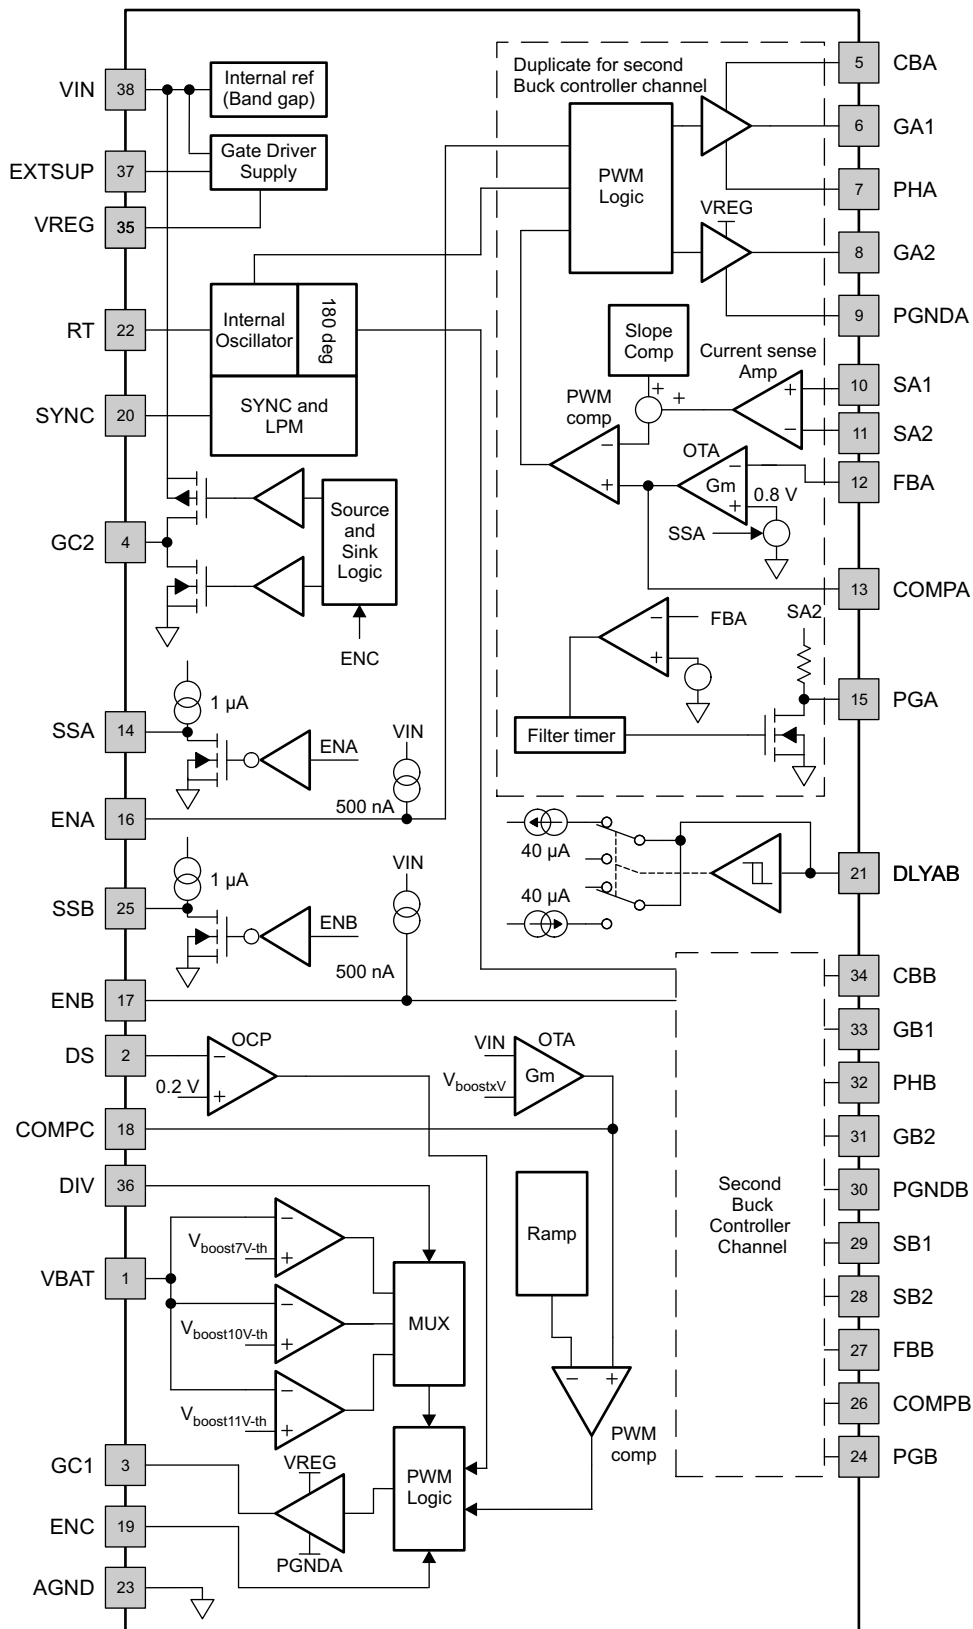 VIN
38
Internal ref
(Band gap)
EXTSUP
37
Gate Driver
Supply
VREG
35
RT
22
Internal
Oscillator
180 deg
SYNC
20
SYNC and
LPM
GC2
4
Source
and
Sink
Logic
ENC
SSA
14
1 µA
ENA
VIN
500 nA
ENA
16
SSB
25
1 µA
ENB
VIN
500 nA
ENB
17
DS
2
OCP
−
0.2 V
+
VIN
OTA
VboostxV
Gm
COMPC
18
DIV
36
VBAT
1
−
Vboost7V-th
+
−
Vboost10V-th
+
−
Vboost11V-th
+
MUX
Ramp
−
+
PWM
comp
GC1
3
VREG
PGNDA
PWM
Logic
ENC
19
AGND
23
Duplicate for second
Buck controller channel
PWM
Logic
VREG
Slope
Comp
Current sense
Amp
+
+
+
−
PWM
comp
−
+
OTA
Gm
−
+
0.8 V
SSA
FBA
−
+
SA2
Filter timer
40 µA
40 µA
Second
Buck
Controller
Channel
5
CBA
6
GA1
7
PHA
8
GA2
9
PGNDA
10
SA1
11
SA2
12
FBA
13
COMPA
15
PGA
21
DLYAB
34
CBB
33
GB1
32
PHB
31
GB2
30
PGNDB
29
SB1
28
SB2
27
FBB
26
COMPB
24
PGB